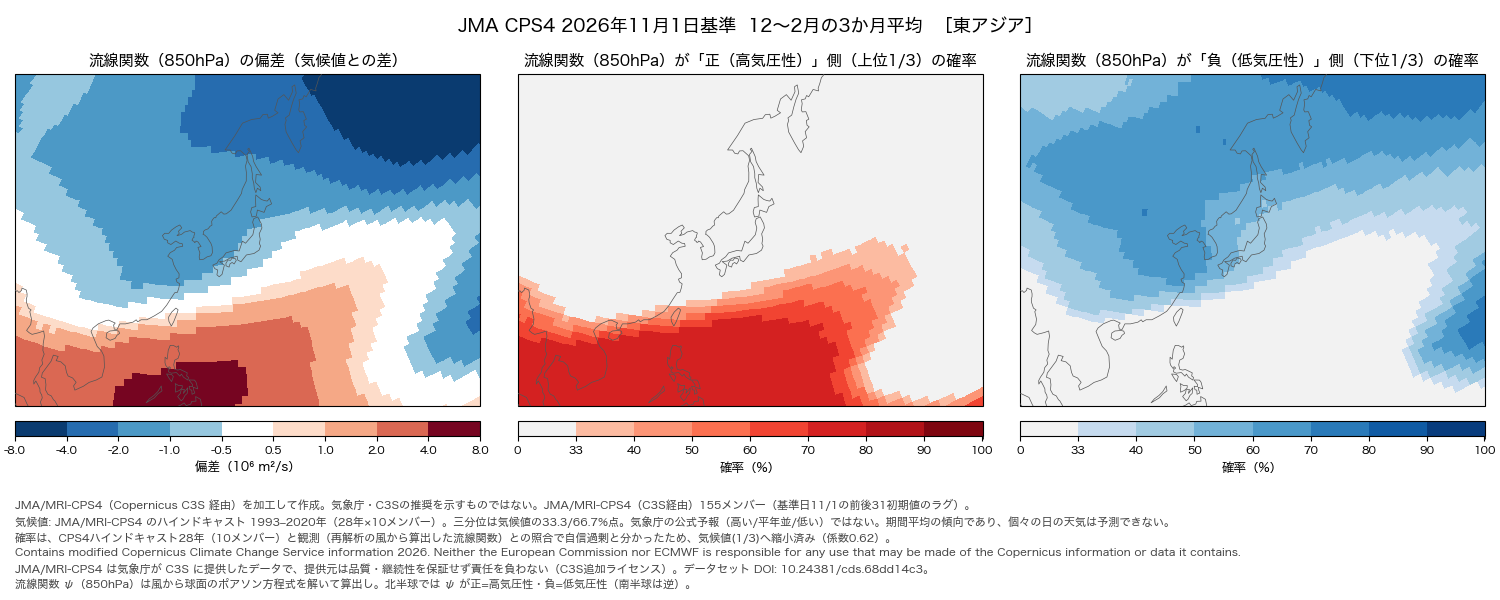 JMA CPS4 2026年11月1日基準 12～2月の3か月平均 ［東アジア］
流線関数（850hPa）の偏差（気候値との差）
流線関数（850hPa）が「正（高気圧性）」側（上位1/3）の確率
流線関数（850hPa）が「負（低気圧性）」側（下位1/3）の確率
-8.0 -4.0 -2.0 -1.0 -0.5 0.5 1.0 2.0 4.0 8.0
偏差（10⁶ m²/s）
0 33 40 50 60 70 80 90 100
確率（%）
0 33 40 50 60 70 80 90 100
確率（%）
JMA/MRI-CPS4（Copernicus C3S 経由）を加工して作成。気象庁・C3Sの推奨を示すものではない。JMA/MRI-CPS4（C3S経由）155メンバー（基準日11/1の前後31初期値のラグ）。
気候値: JMA/MRI-CPS4 のハインドキャスト 1993–2020年（28年×10メンバー）。三分位は気候値の33.3/66.7%点。気象庁の公式予報（高い/平年並/低い）ではない。期間平均の傾向であり、個々の日の天気は予測できない。
確率は、CPS4ハインドキャスト28年（10メンバー）と観測（再解析の風から算出した流線関数）との照合で自信過剰と分かったため、気候値(1/3)へ縮小済み（係数0.62）。
Contains modified Copernicus Climate Change Service information 2026. Neither the European Commission nor ECMWF is responsible for any use that may be made of the Copernicus information or data it contains.
JMA/MRI-CPS4 は気象庁が C3S に提供したデータで、提供元は品質・継続性を保証せず責任を負わない（C3S追加ライセンス）。データセット DOI: 10.24381/cds.68dd14c3。
流線関数 ψ（850hPa）は風から球面のポアソン方程式を解いて算出し。北半球では ψ が正=高気圧性・負=低気圧性（南半球は逆）。